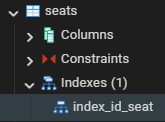 seats
Columns
Constraints
Indexes (1)
index_id_seat